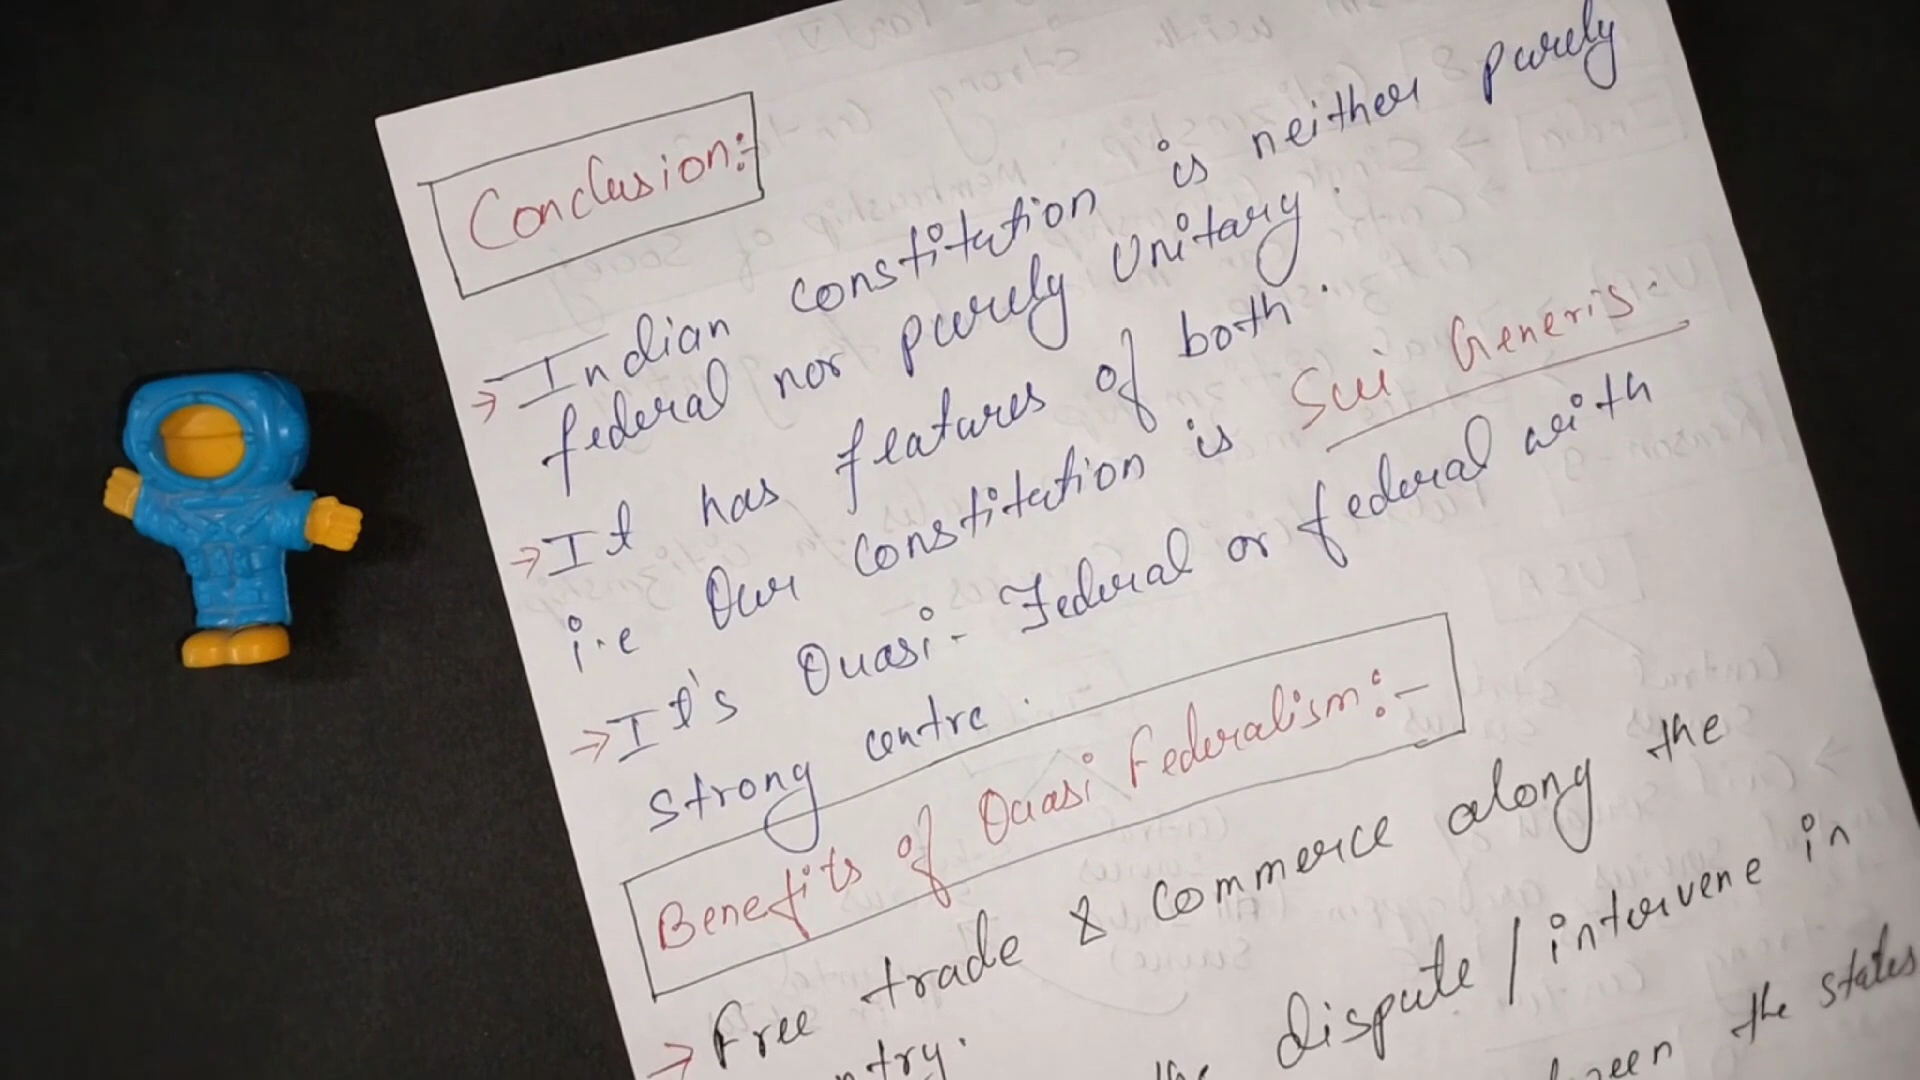 Conclusion:-
→ Indian constitution is neither purely
federal nor purely Unitary.
→ It has features of both.
i.e Our constitution is Sui Generis.
→ It's Quasi-Federal or federal with
strong centre.
Benefits of Quasi Federalism:-
→ Free trade & commerce along the
dispute / intervene in
the states